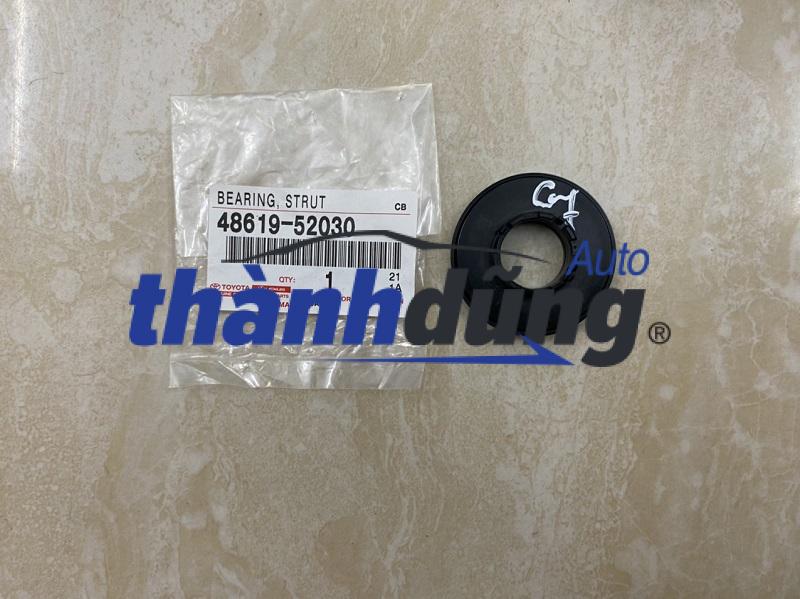 BEARING, STRUT
CB
48619-52030
QTY:
1
21
1A
TOYOTA
Auto
thànhdũng®